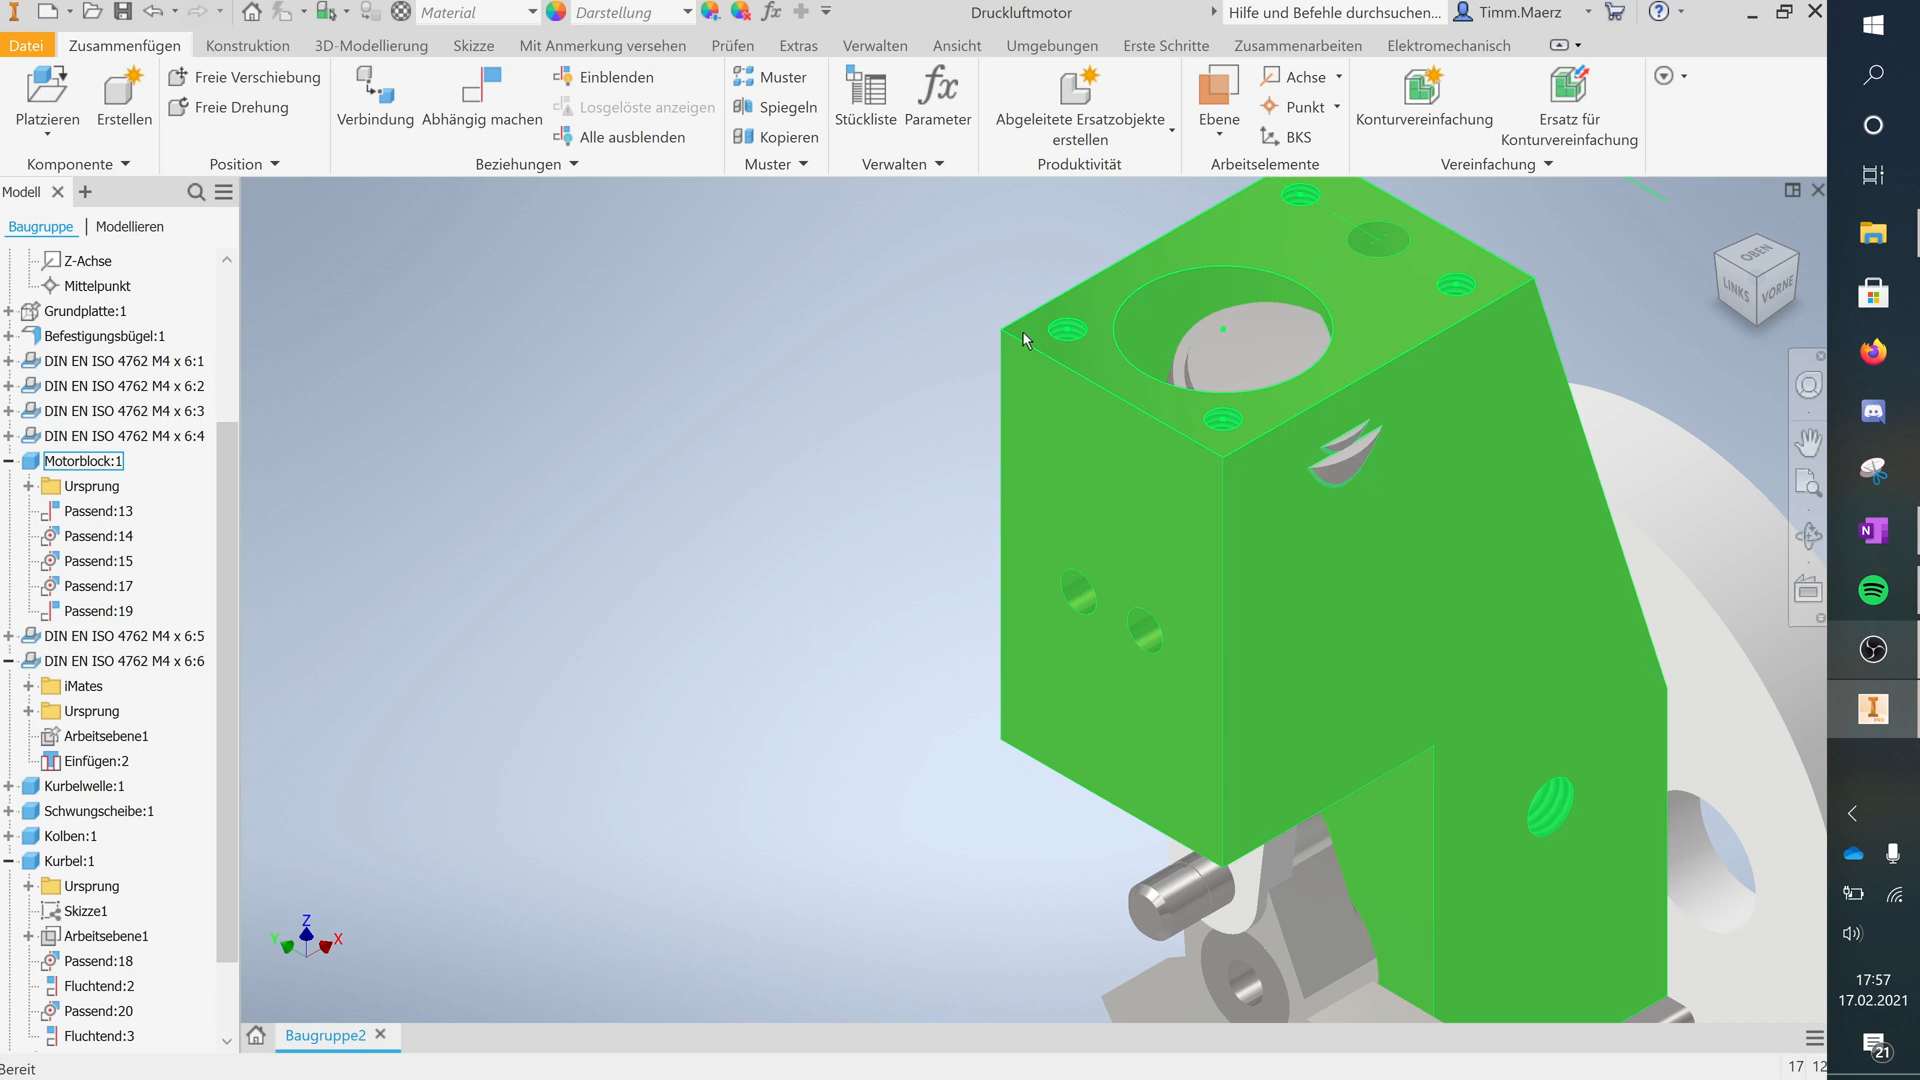 Material
Darstellung
Druckluftmotor
Hilfe und Befehle durchsuchen...
Timm.Maerz
Datei
Zusammenfügen
Konstruktion
3D-Modellierung
Skizze
Mit Anmerkung versehen
Prüfen
Extras
Verwalten
Ansicht
Umgebungen
Erste Schritte
Zusammenarbeiten
Elektromechanisch
Platzieren
Erstellen
Freie Verschiebung
Freie Drehung
Verbindung
Abhängig machen
Einblenden
Losgelöste anzeigen
Alle ausblenden
Muster
Spiegeln
Kopieren
Stückliste
Parameter
Abgeleitete Ersatzobjekte
erstellen
Ebene
Achse
Punkt
BKS
Konturvereinfachung
Ersatz für
Konturvereinfachung
Komponente
Position
Beziehungen
Muster
Verwalten
Produktivität
Arbeitselemente
Vereinfachung
Modell
Baugruppe
Modellieren
Z-Achse
Mittelpunkt
Grundplatte:1
Befestigungsbügel:1
DIN EN ISO 4762 M4 x 6:1
DIN EN ISO 4762 M4 x 6:2
DIN EN ISO 4762 M4 x 6:3
DIN EN ISO 4762 M4 x 6:4
Motorblock:1
Ursprung
Passend:13
Passend:14
Passend:15
Passend:17
Passend:19
DIN EN ISO 4762 M4 x 6:5
DIN EN ISO 4762 M4 x 6:6
iMates
Ursprung
Arbeitsebene1
Einfügen:2
Kurbelwelle:1
Schwungscheibe:1
Kolben:1
Kurbel:1
Ursprung
Skizze1
Arbeitsebene1
Passend:18
Fluchtend:2
Passend:20
Fluchtend:3
OBEN
LINKS
VORNE
Z
Y
X
Baugruppe2
Bereit
17 12
17:57
17.02.2021
21